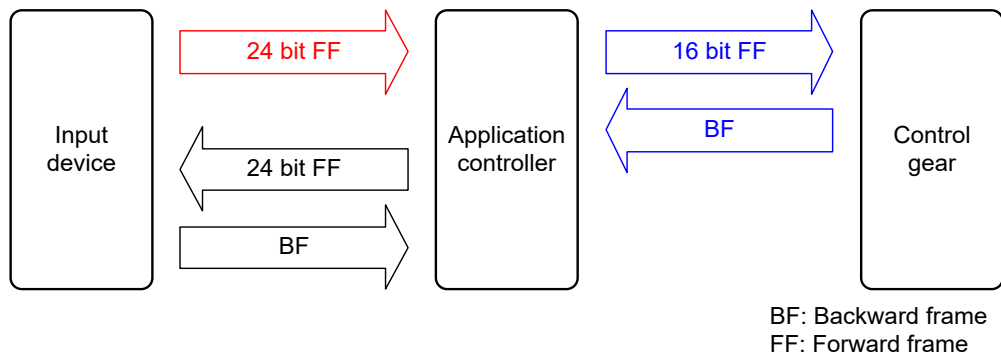 24 bit FF
16 bit FF
BF
Input
device
Application
controller
Control
gear
24 bit FF
BF
BF: Backward frame
FF: Forward frame